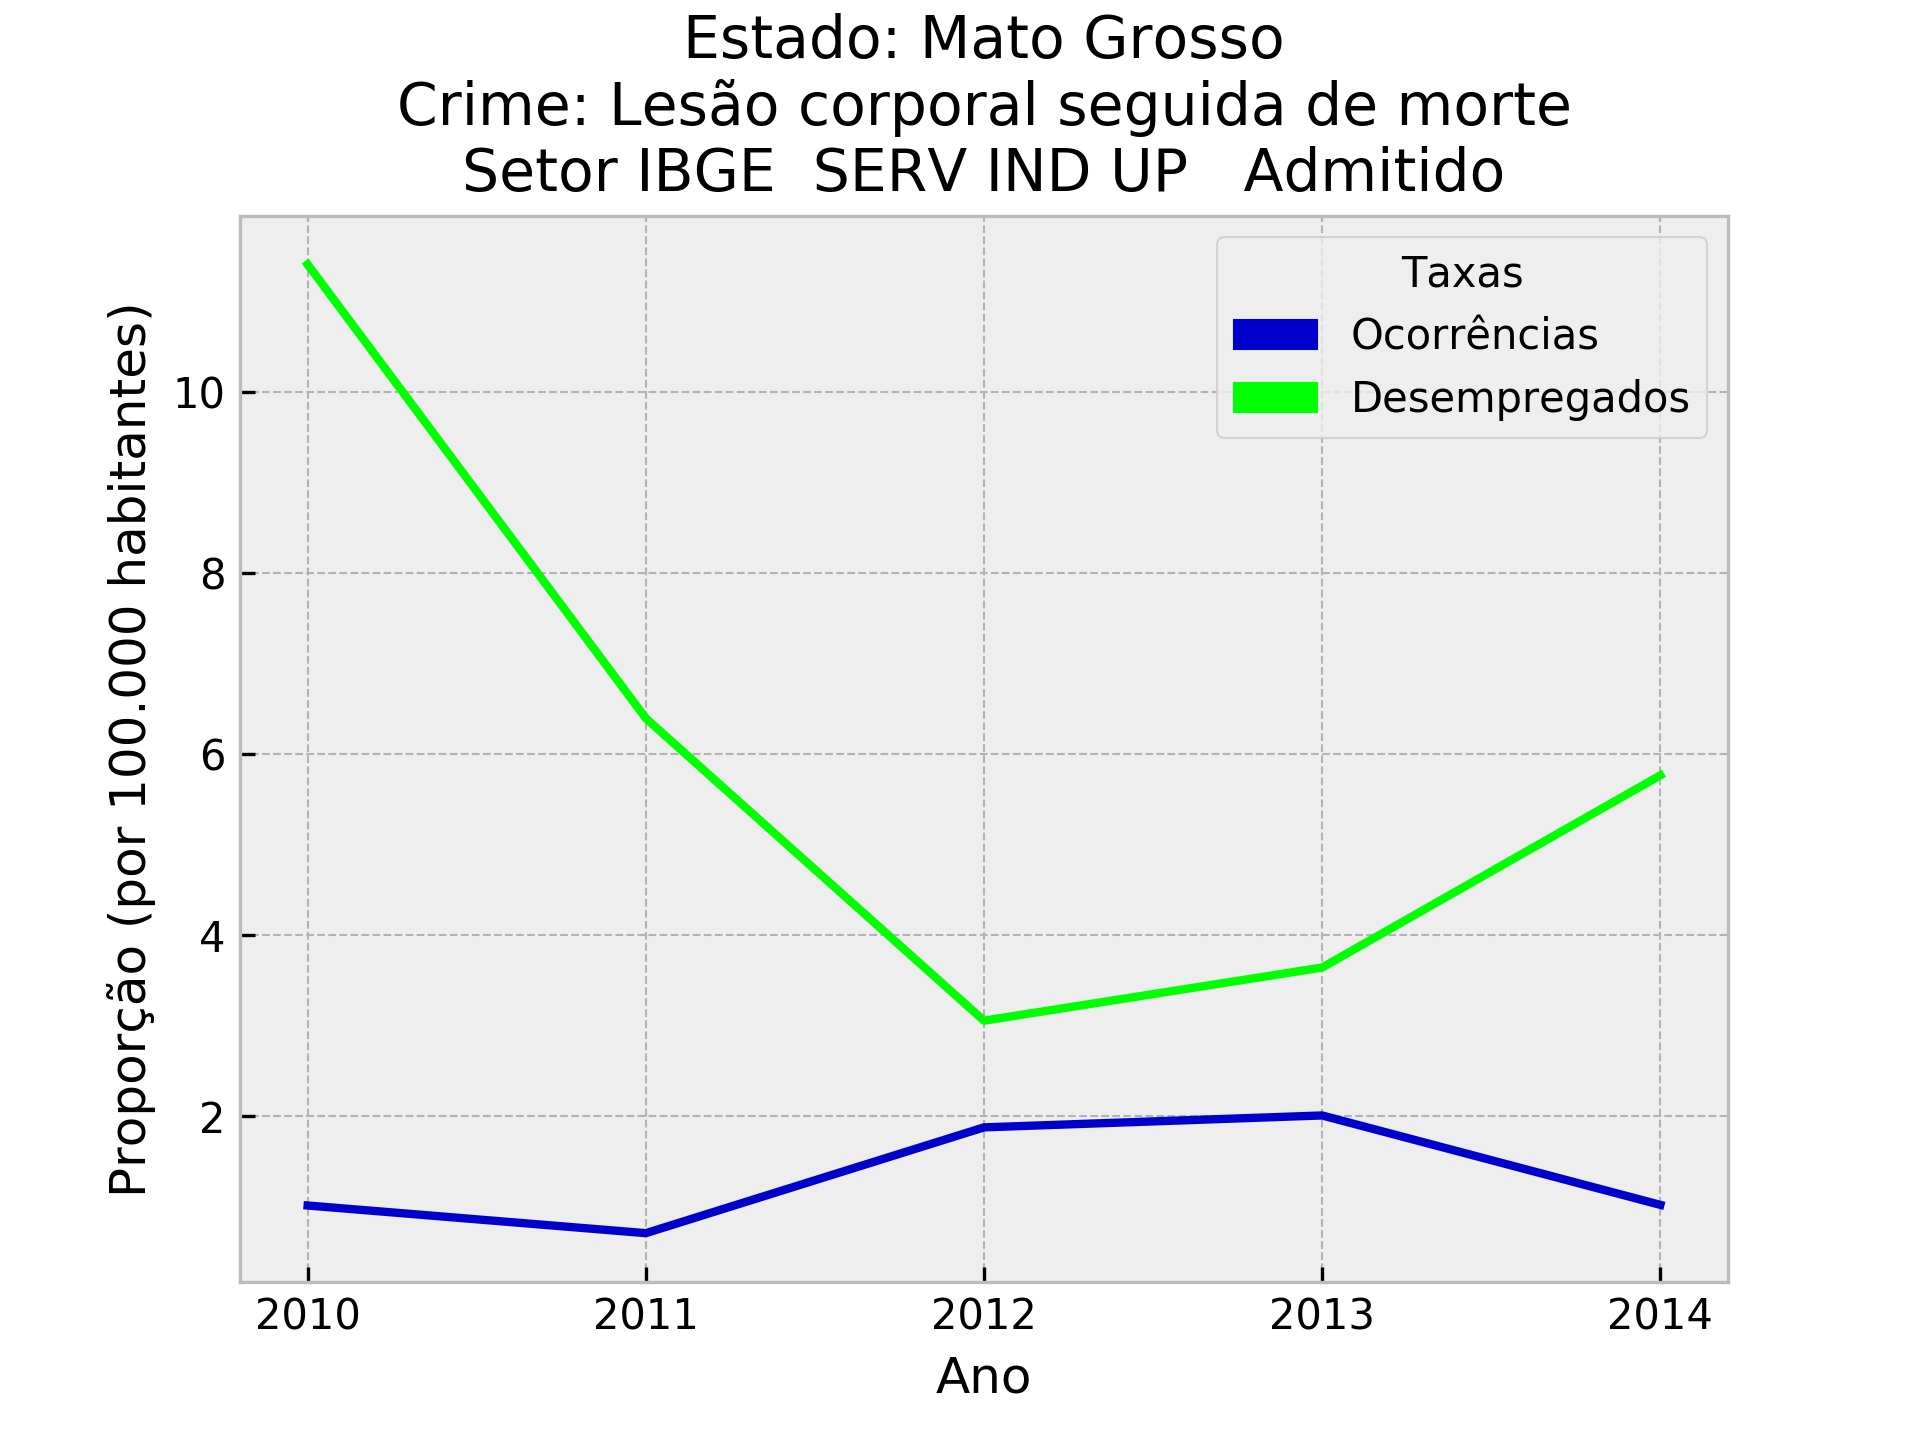 Estado: Mato Grosso
Crime: Lesão corporal seguida de morte
Setor IBGE  SERV IND UP   Admitido
Taxas
Ocorrências
Desempregados
Proporção (por 100.000 habitantes)
10
8
6
4
2
2010
2011
2012
2013
2014
Ano